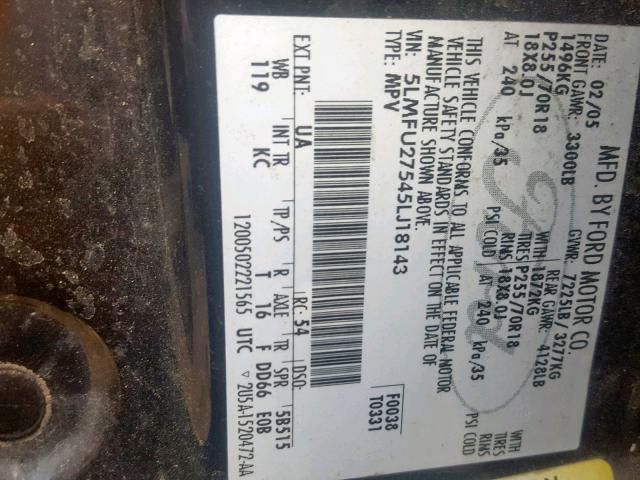 MFD. BY FORD MOTOR CO.
DATE: 02/05 GVWR: 7225LB / 3277KG
FRONT GAWR: 3300LB REAR GAWR: 4128LB
1496KG WITH 1872KG WITH
P255/70R18 TIRES P255/70R18 TIRES
18X8.0J RIMS 18X8.0J RIMS
AT 240 kPa/35 PSI COLD AT 240 kPa/35 PSI COLD
THIS VEHICLE CONFORMS TO ALL APPLICABLE FEDERAL MOTOR
VEHICLE SAFETY STANDARDS IN EFFECT ON THE DATE OF
MANUFACTURE SHOWN ABOVE.
VIN: 5LMFU27545LJ18143 F0038
TYPE: MPV T0331
EXT PNT: UA RC: 54 DSO:
WB INT TR TP/PS R AXLE TR SPR 5B515
119 KC T 16 F DD66 E0B
1200502221565 UTC ▽ 2U5A-1520472-AA